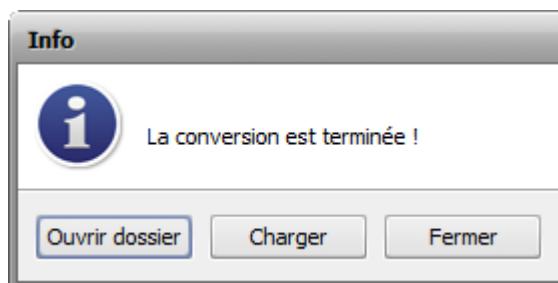 Info
La conversion est terminée !
Ouvrir dossier
Charger
Fermer